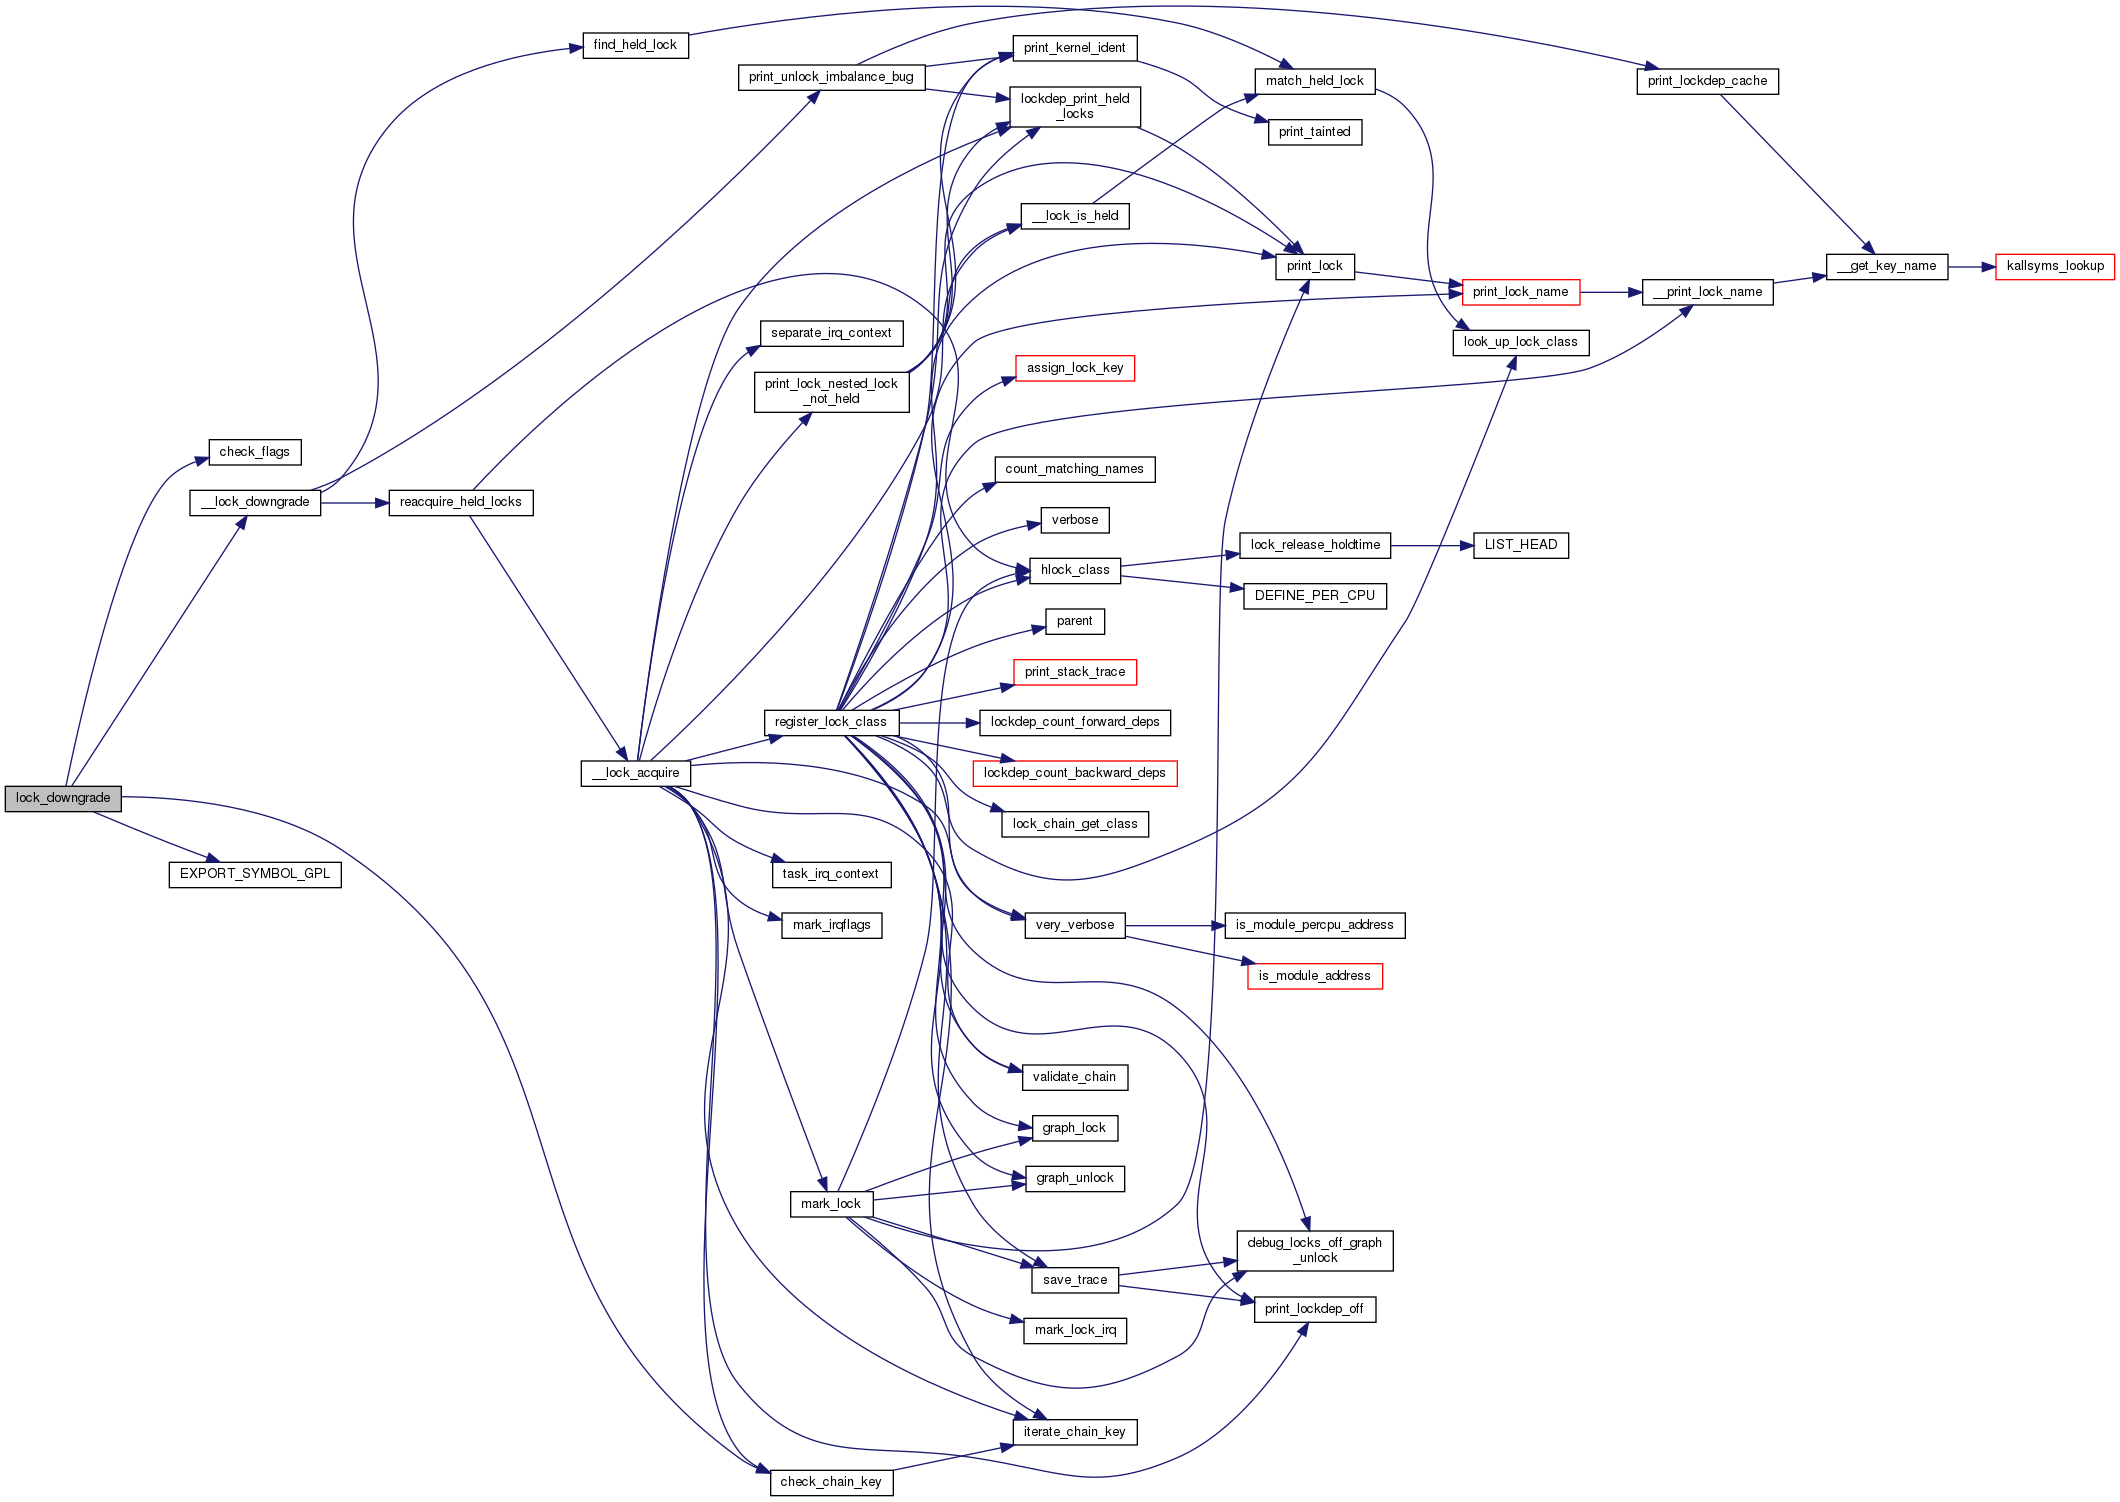 find_held_lock
print_unlock_imbalance_bug
print_kernel_ident
match_held_lock
print_lockdep_cache
lockdep_print_held
_locks
print_tainted
__lock_is_held
print_lock
__get_key_name
kallsyms_lookup
print_lock_name
__print_lock_name
separate_irq_context
look_up_lock_class
assign_lock_key
print_lock_nested_lock
_not_held
check_flags
count_matching_names
__lock_downgrade
reacquire_held_locks
verbose
lock_release_holdtime
LIST_HEAD
hlock_class
DEFINE_PER_CPU
parent
print_stack_trace
register_lock_class
lockdep_count_forward_deps
__lock_acquire
lockdep_count_backward_deps
lock_downgrade
lock_chain_get_class
EXPORT_SYMBOL_GPL
task_irq_context
mark_irqflags
very_verbose
is_module_percpu_address
is_module_address
validate_chain
graph_lock
graph_unlock
mark_lock
debug_locks_off_graph
_unlock
save_trace
print_lockdep_off
mark_lock_irq
iterate_chain_key
check_chain_key